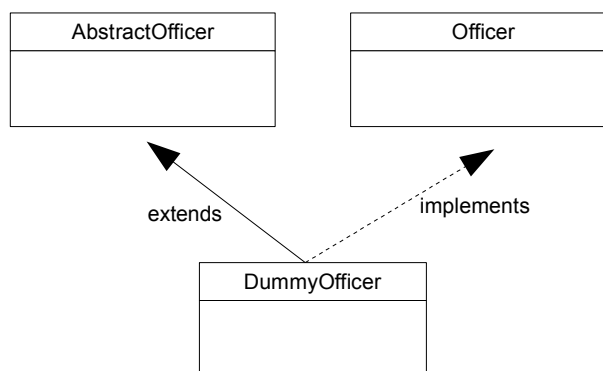 AbstractOfficer
Officer
extends
implements
DummyOfficer